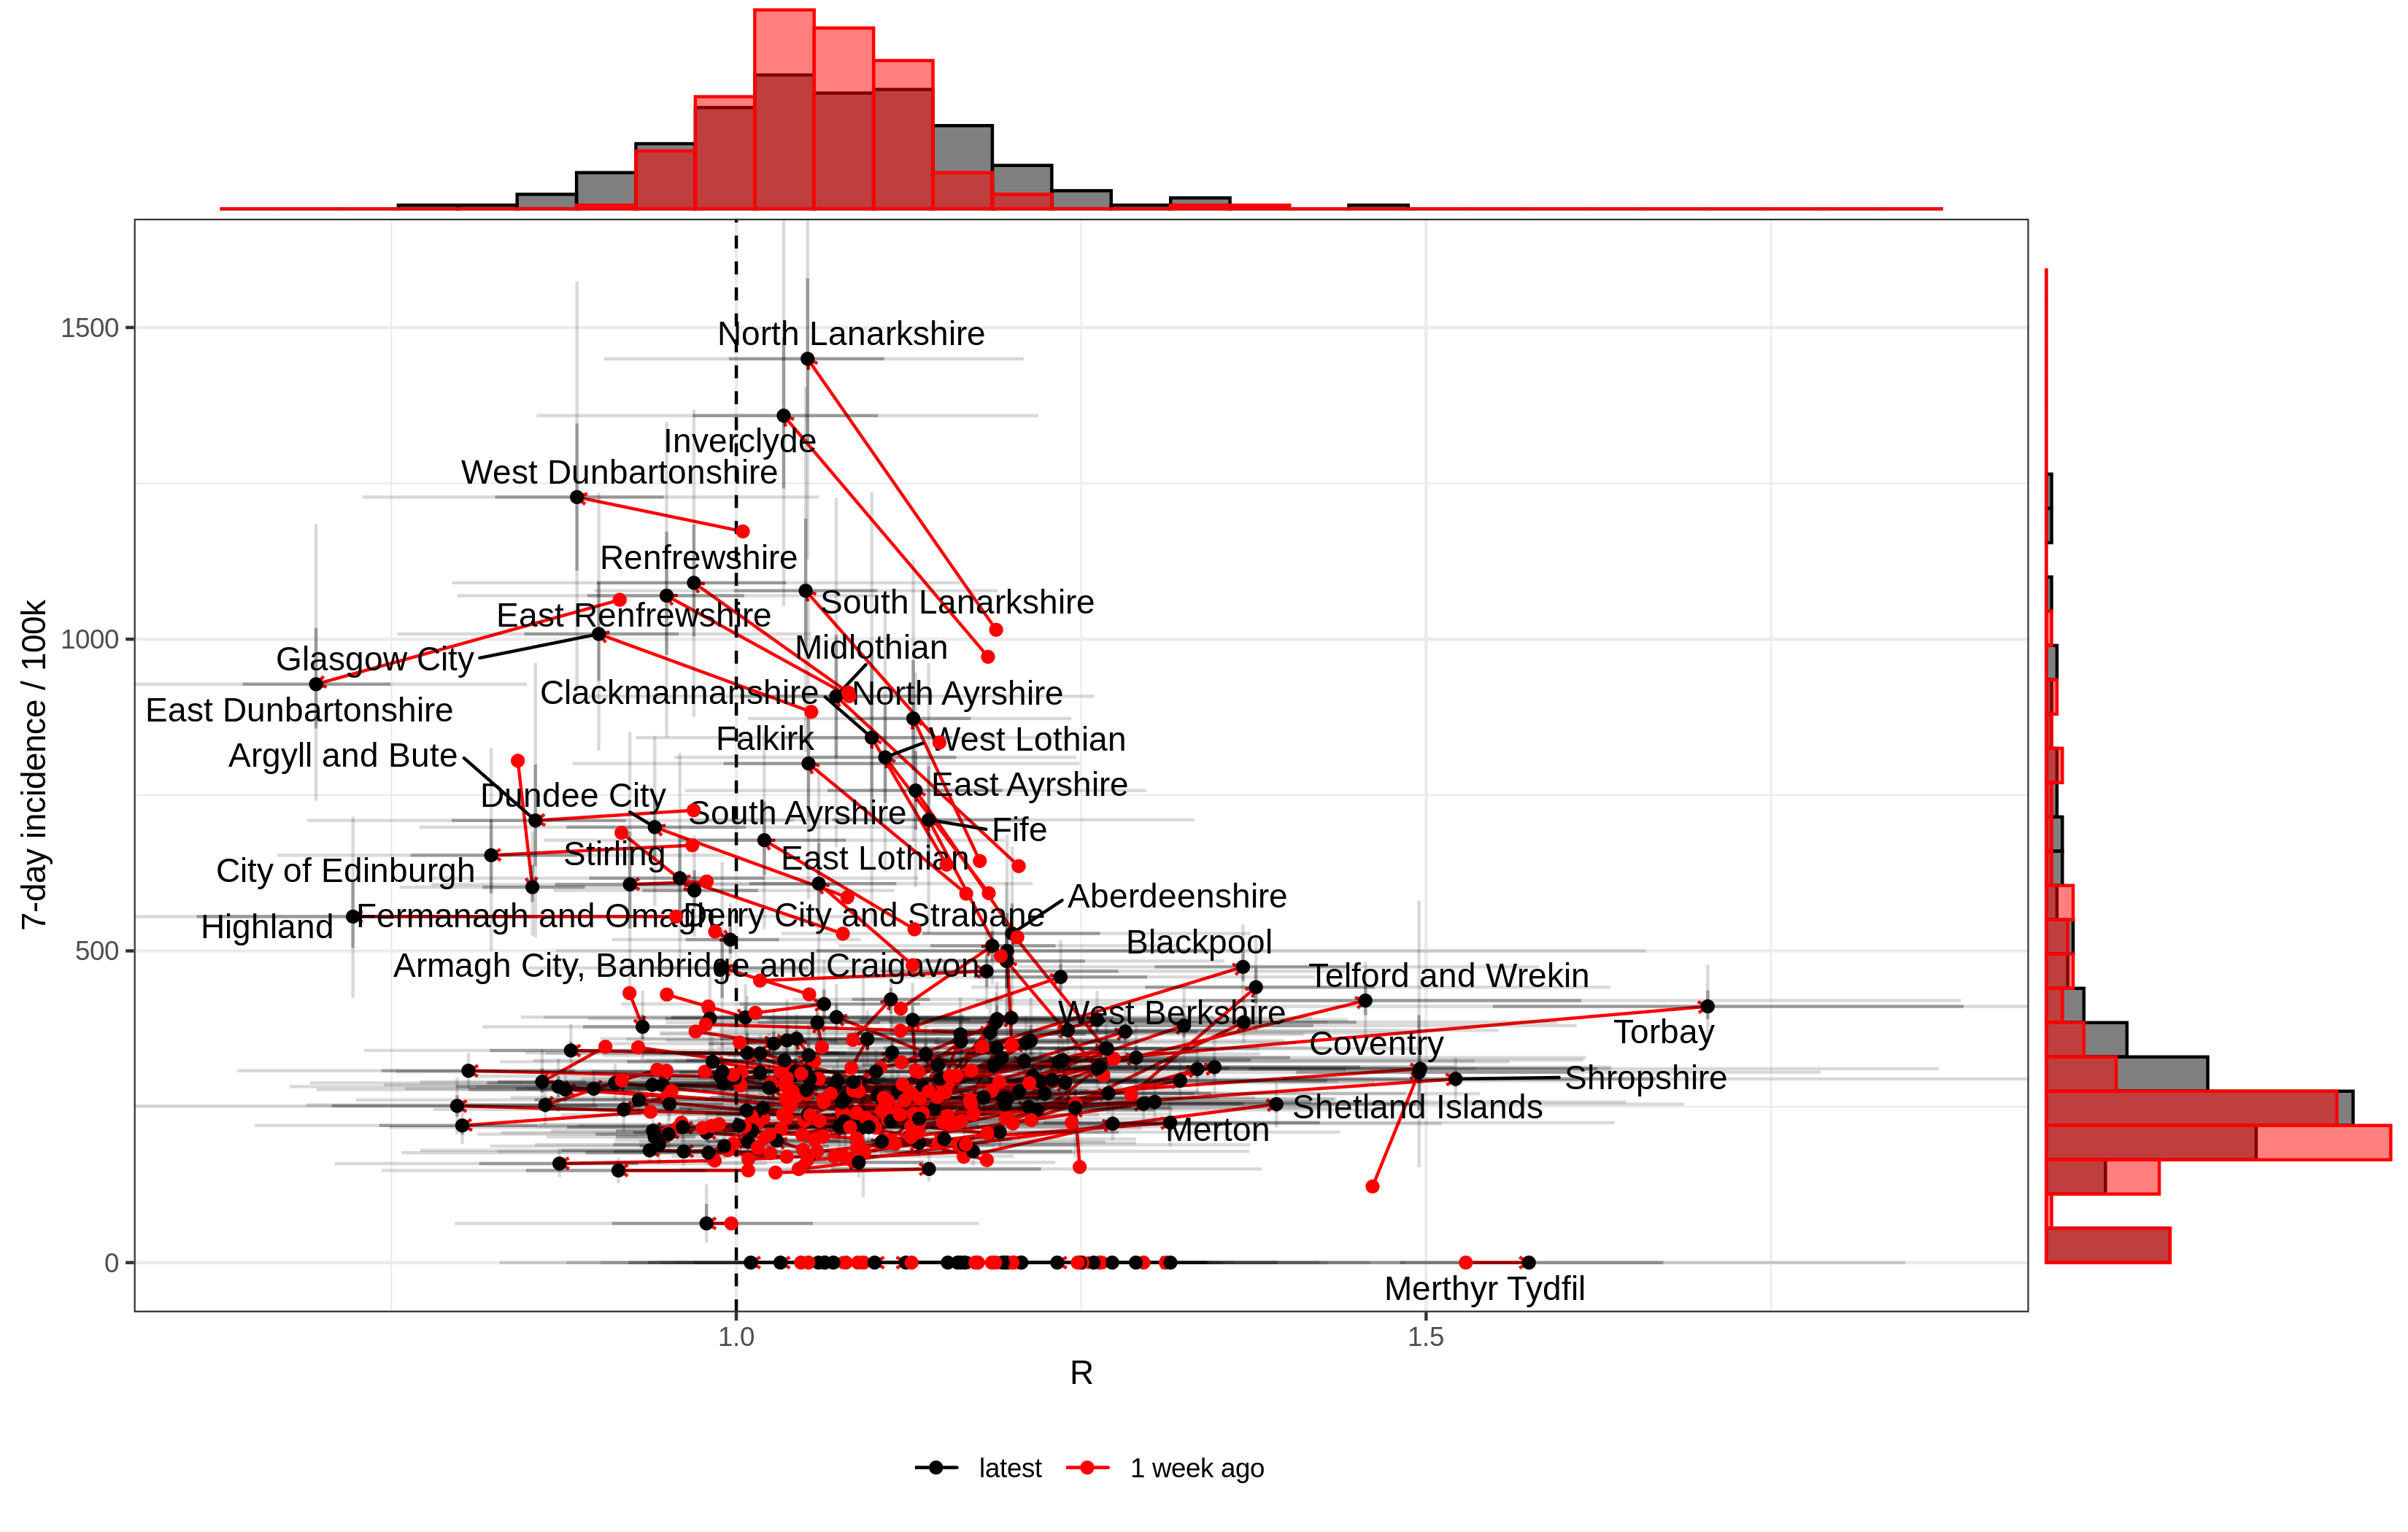 North Lanarkshire
Inverclyde
West Dunbartonshire
Renfrewshire
South Lanarkshire
East Renfrewshire
Midlothian
Glasgow City
Clackmannanshire
North Ayrshire
East Dunbartonshire
Falkirk
West Lothian
Argyll and Bute
East Ayrshire
Dundee City
South Ayrshire
Fife
Stirling
East Lothian
City of Edinburgh
Aberdeenshire
Fermanagh and Omagh
Derry City and Strabane
Highland
Blackpool
Armagh City, Banbridge and Craigavon
Telford and Wrekin
West Berkshire
Torbay
Coventry
Shropshire
Shetland Islands
Merton
Merthyr Tydfil
1500
1000
500
0
7-day incidence / 100k
1.0
1.5
R
latest
1 week ago